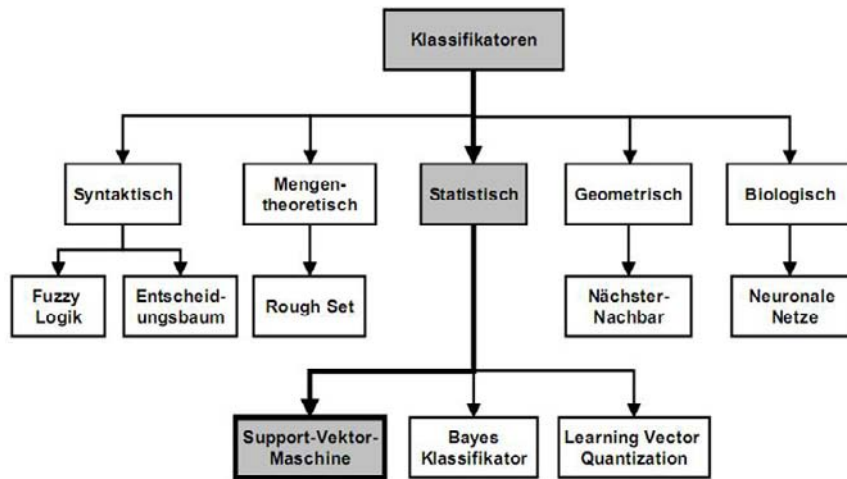 Klassifikatoren
Syntaktisch
Mengen-
theoretisch
Statistisch
Geometrisch
Biologisch
Fuzzy
Logik
Entscheid-
ungsbaum
Rough Set
Nächster-
Nachbar
Neuronale
Netze
Support-Vektor-
Maschine
Bayes
Klassifikator
Learning Vector
Quantization